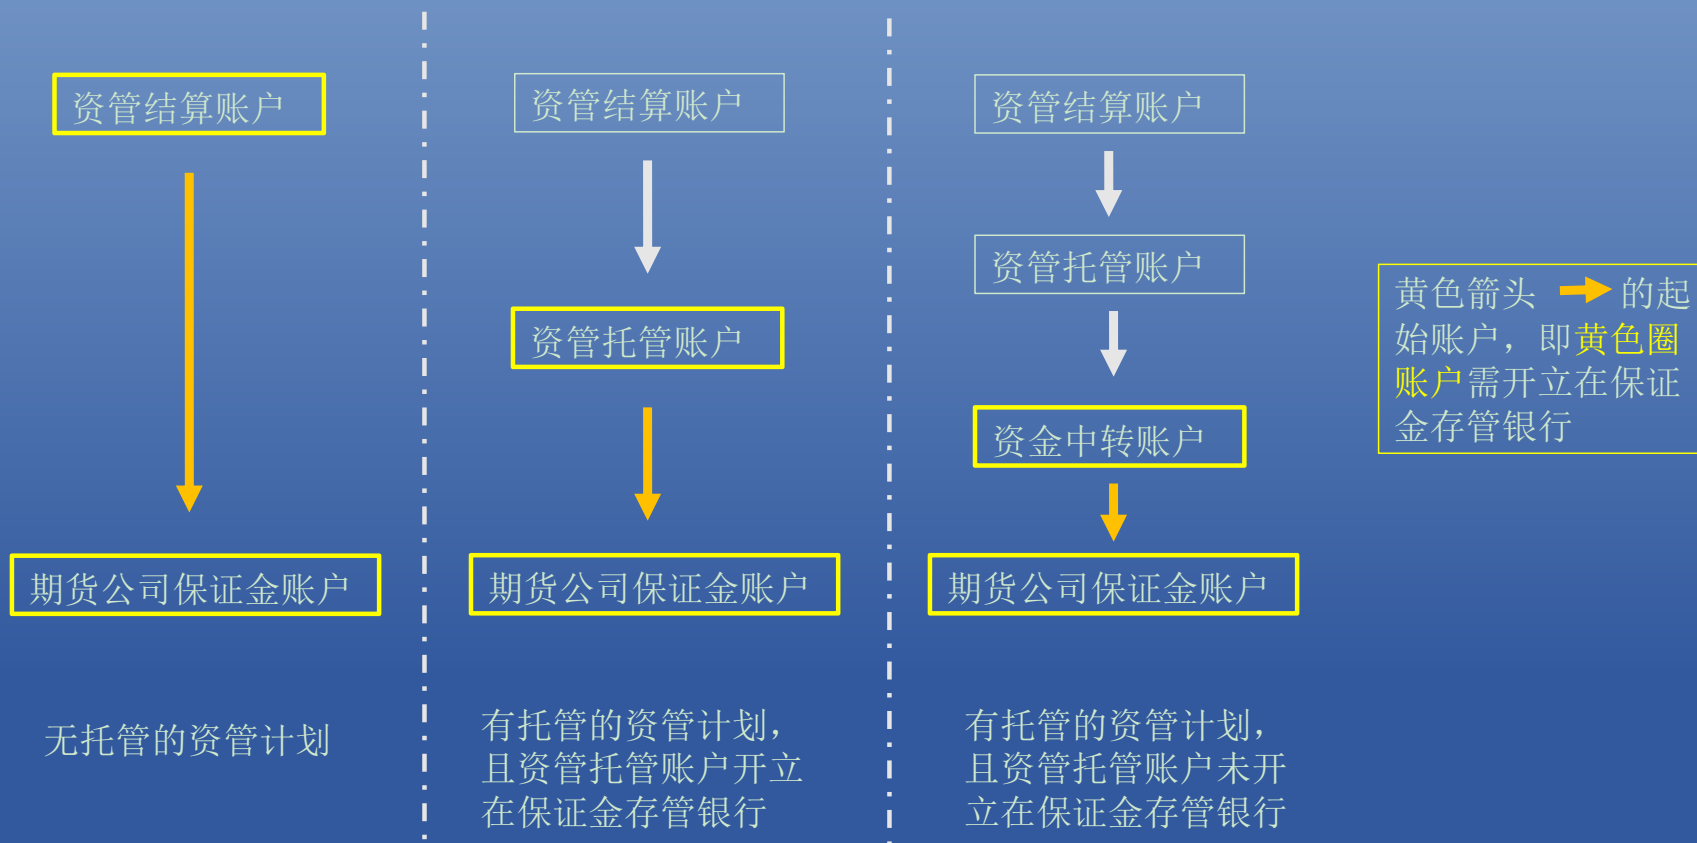 资管结算账户
期货公司保证金账户
无托管的资管计划
资管结算账户
资管托管账户
期货公司保证金账户
有托管的资管计划，
且资管托管账户开立
在保证金存管银行
资管结算账户
资管托管账户
资金中转账户
期货公司保证金账户
有托管的资管计划，
且资管托管账户未开
立在保证金存管银行
黄色箭头 的起
始账户，即黄色圈
账户需开立在保证
金存管银行